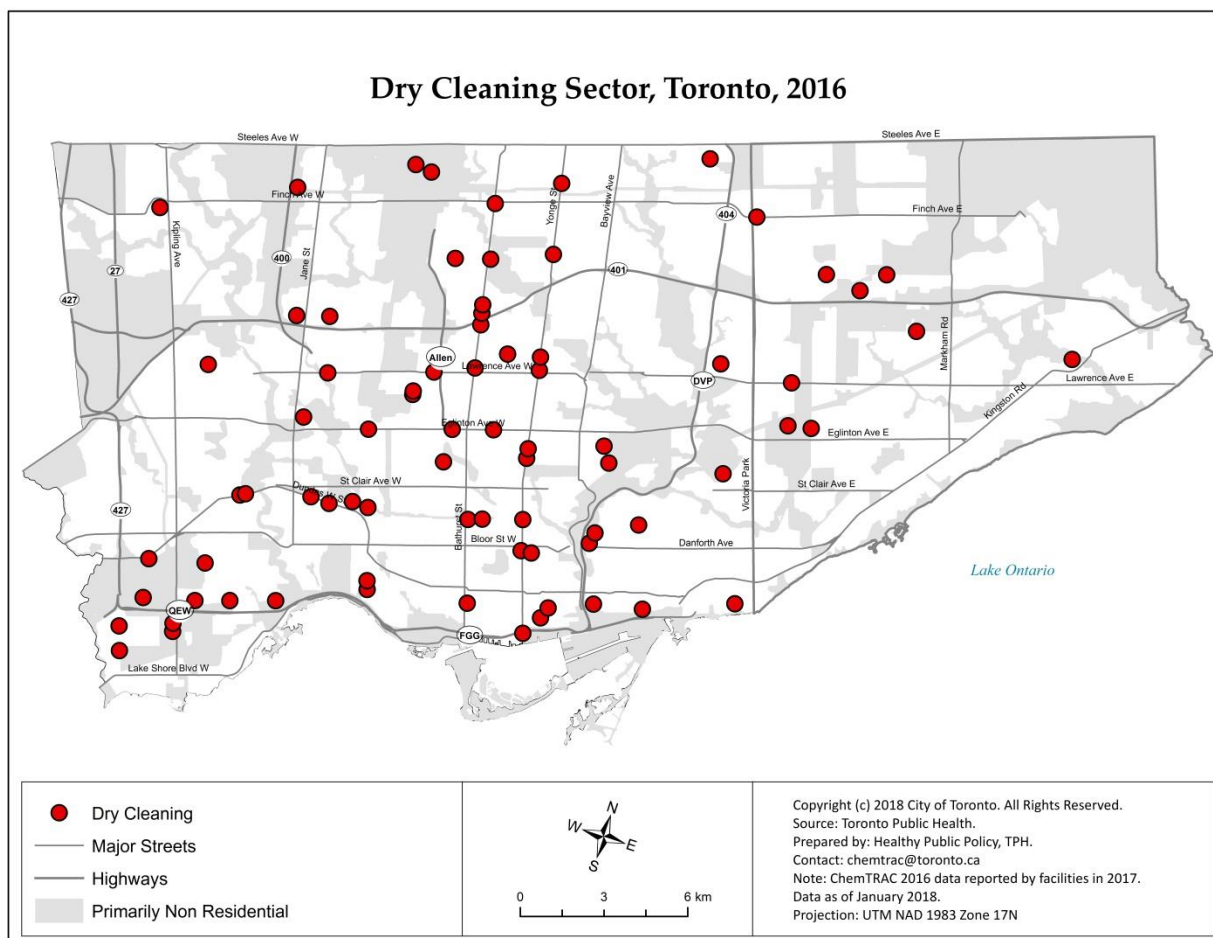 Dry Cleaning Sector, Toronto, 2016
Steeles Ave W
Steeles Ave E
Finch Ave W
Finch Ave E
Kipling Ave
Jane St
Yonge St
Bayview Ave
404
27
400
401
427
Allen
Lawrence Ave W
DVP
Markham Rd
Kingston Rd
Lawrence Ave E
Eglinton Ave W
Eglinton Ave E
St Clair Ave W
Dundas W St
Victoria Park
St Clair Ave E
427
Bathurst St
Bloor St W
Danforth Ave
Lake Ontario
QEW
FGG
Lake Shore Blvd W
Dry Cleaning
Major Streets
Highways
Primarily Non Residential
N
W
E
S
0 3 6 km
Copyright (c) 2018 City of Toronto. All Rights Reserved.
Source: Toronto Public Health.
Prepared by: Healthy Public Policy, TPH.
Contact: chemtrac@toronto.ca
Note: ChemTRAC 2016 data reported by facilities in 2017.
Data as of January 2018.
Projection: UTM NAD 1983 Zone 17N